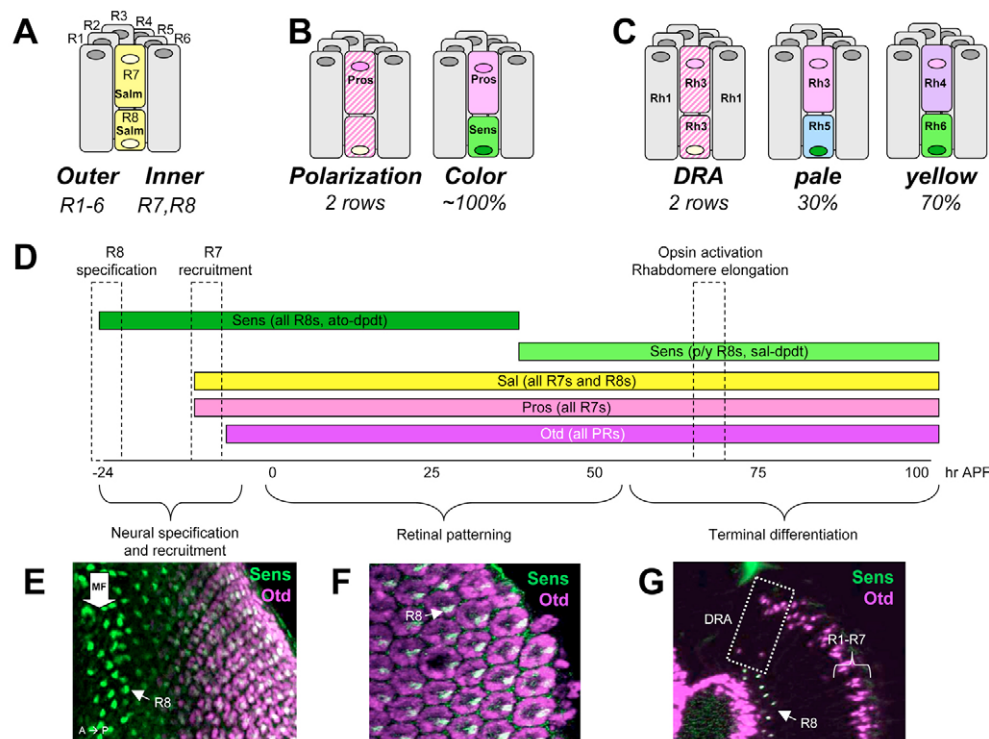 A
R1
R2
R3
R4
R5
R6
R7
Salm
R8
Salm
Outer Inner
R1-6 R7,R8
B
Pros
Pros
Sens
Polarization Color
2 rows ~100%
C
Rh1
Rh3
Rh3
Rh1
Rh3
Rh5
Rh4
Rh6
DRA pale yellow
2 rows 30% 70%
D
R8
specification
R7
recruitment
Opsin activation
Rhabdomere elongation
Sens (all R8s, ato-dpdt)
Sens (p/y R8s, sal-dpdt)
Sal (all R7s and R8s)
Pros (all R7s)
Otd (all PRs)
-24 0 25 50 75 100 hr APF
Neural specification
and recruitment
Retinal patterning
Terminal differentiation
E
MF
Sens
Otd
R8
A → P
F
Sens
Otd
R8
G
Sens
Otd
DRA
R1-R7
R8